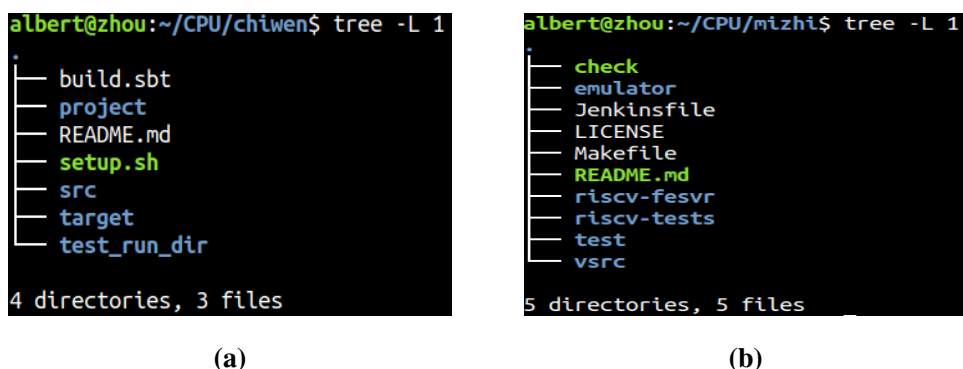 albert@zhou:~/CPU/chiwen$ tree -L 1
.
├── build.sbt
├── project
├── README.md
├── setup.sh
├── src
├── target
└── test_run_dir
4 directories, 3 files
(a)
albert@zhou:~/CPU/mizhi$ tree -L 1
.
├── check
├── emulator
├── Jenkinsfile
├── LICENSE
├── Makefile
├── README.md
├── riscv-fesvr
├── riscv-tests
├── test
└── vsrc
5 directories, 5 files
(b)